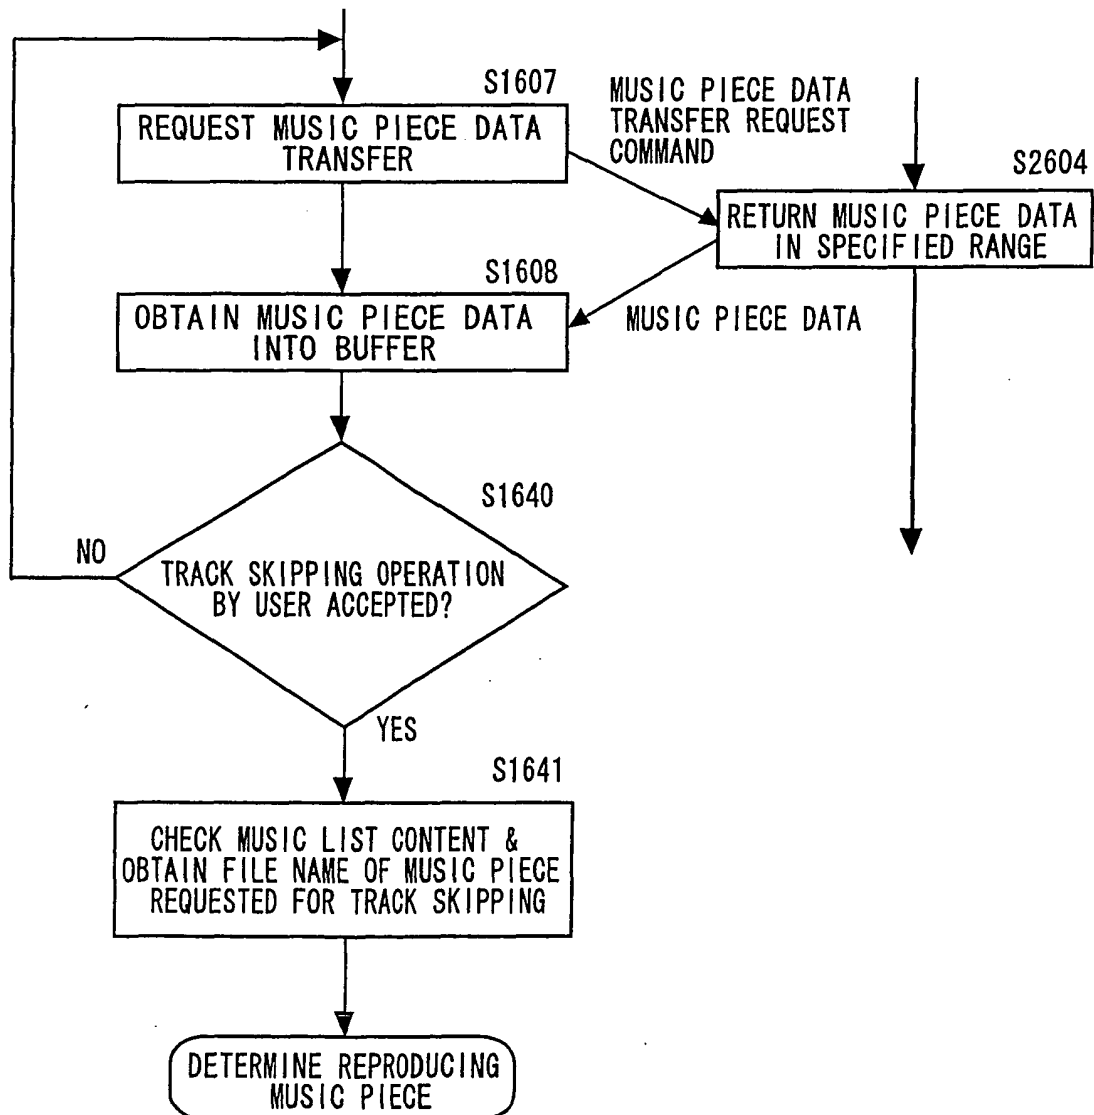 S1607
REQUEST MUSIC PIECE DATA
TRANSFER
MUSIC PIECE DATA
TRANSFER REQUEST
COMMAND
S2604
RETURN MUSIC PIECE DATA
IN SPECIFIED RANGE
S1608
OBTAIN MUSIC PIECE DATA
INTO BUFFER
MUSIC PIECE DATA
S1640
NO
TRACK SKIPPING OPERATION
BY USER ACCEPTED?
YES
S1641
CHECK MUSIC LIST CONTENT &
OBTAIN FILE NAME OF MUSIC PIECE
REQUESTED FOR TRACK SKIPPING
DETERMINE REPRODUCING
MUSIC PIECE